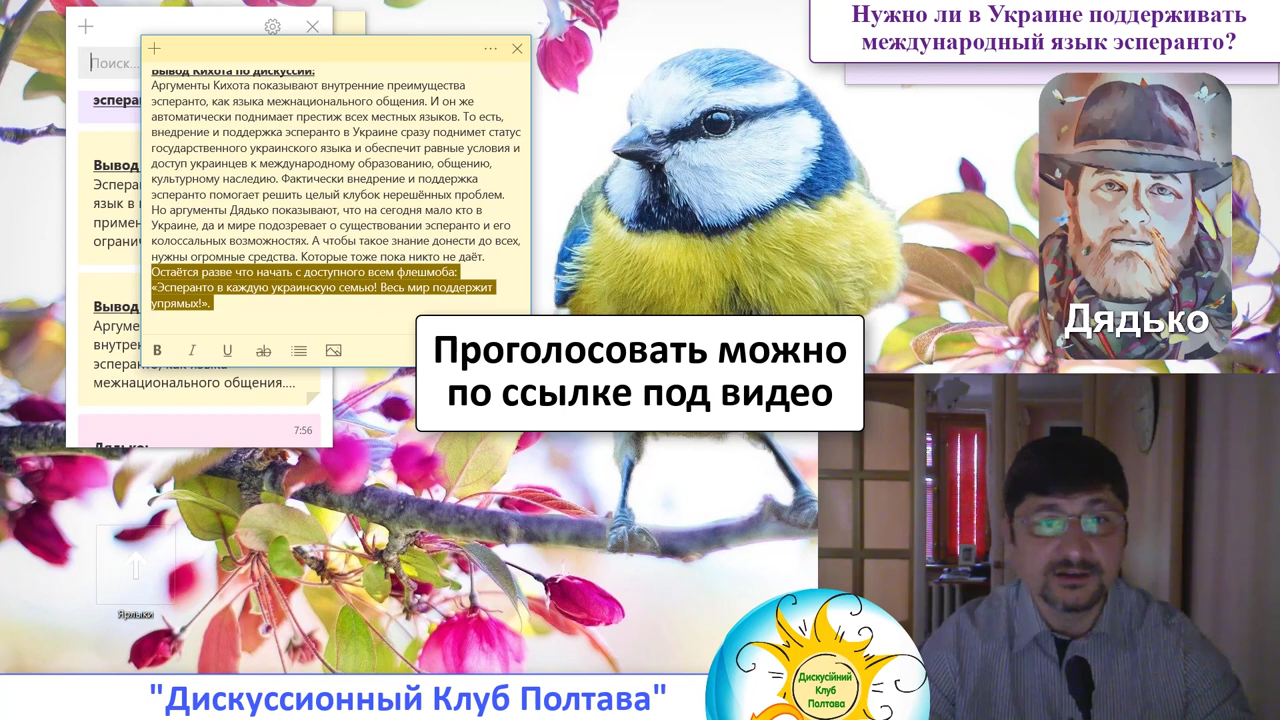 Нужно ли в Украине поддерживать
международный язык эсперанто?
Поиск...
эспера
Вывод
Эспера
язык в
примен
огранич
Вывод
Аргуме
внутрен
эсперанто, как языка
межнационального общения....
7:56
Дядько:
Вывод Кихота по дискуссии:
Аргументы Кихота показывают внутренние преимущества
эсперанто, как языка межнационального общения. И он же
автоматически поднимает престиж всех местных языков. То есть,
внедрение и поддержка эсперанто в Украине сразу поднимет статус
государственного украинского языка и обеспечит равные условия и
доступ украинцев к международному образованию, общению,
культурному наследию. Фактически внедрение и поддержка
эсперанто помогает решить целый клубок нерешённых проблем.
Но аргументы Дядько показывают, что на сегодня мало кто в
Украине, да и мире подозревает о существовании эсперанто и его
колоссальных возможностях. А чтобы такое знание донести до всех,
нужны огромные средства. Которые тоже пока никто не даёт.
Остаётся разве что начать с доступного всем флешмоба:
«Эсперанто в каждую украинскую семью! Весь мир поддержит
упрямых!».
B I U ab
Дядько
Проголосовать можно
по ссылке под видео
Ярлыки
"Дискуссионный Клуб Полтава"
Дискусійний
Клуб
Полтава